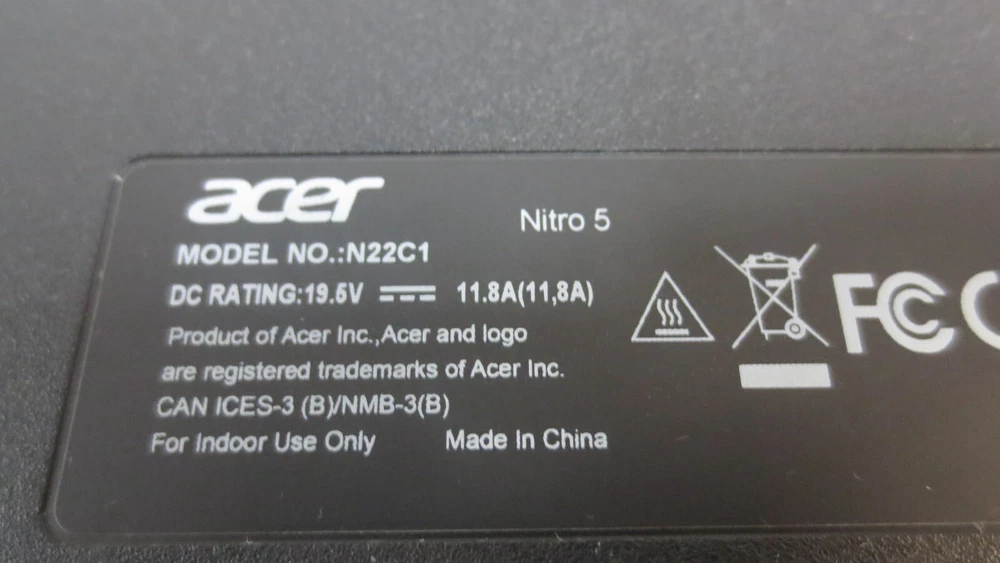 acer
Nitro 5
MODEL NO.:N22C1
DC RATING:19.5V ⎓ 11.8A(11,8A)
Product of Acer Inc.,Acer and logo
are registered trademarks of Acer Inc.
CAN ICES-3 (B)/NMB-3(B)
For Indoor Use Only Made In China
FC